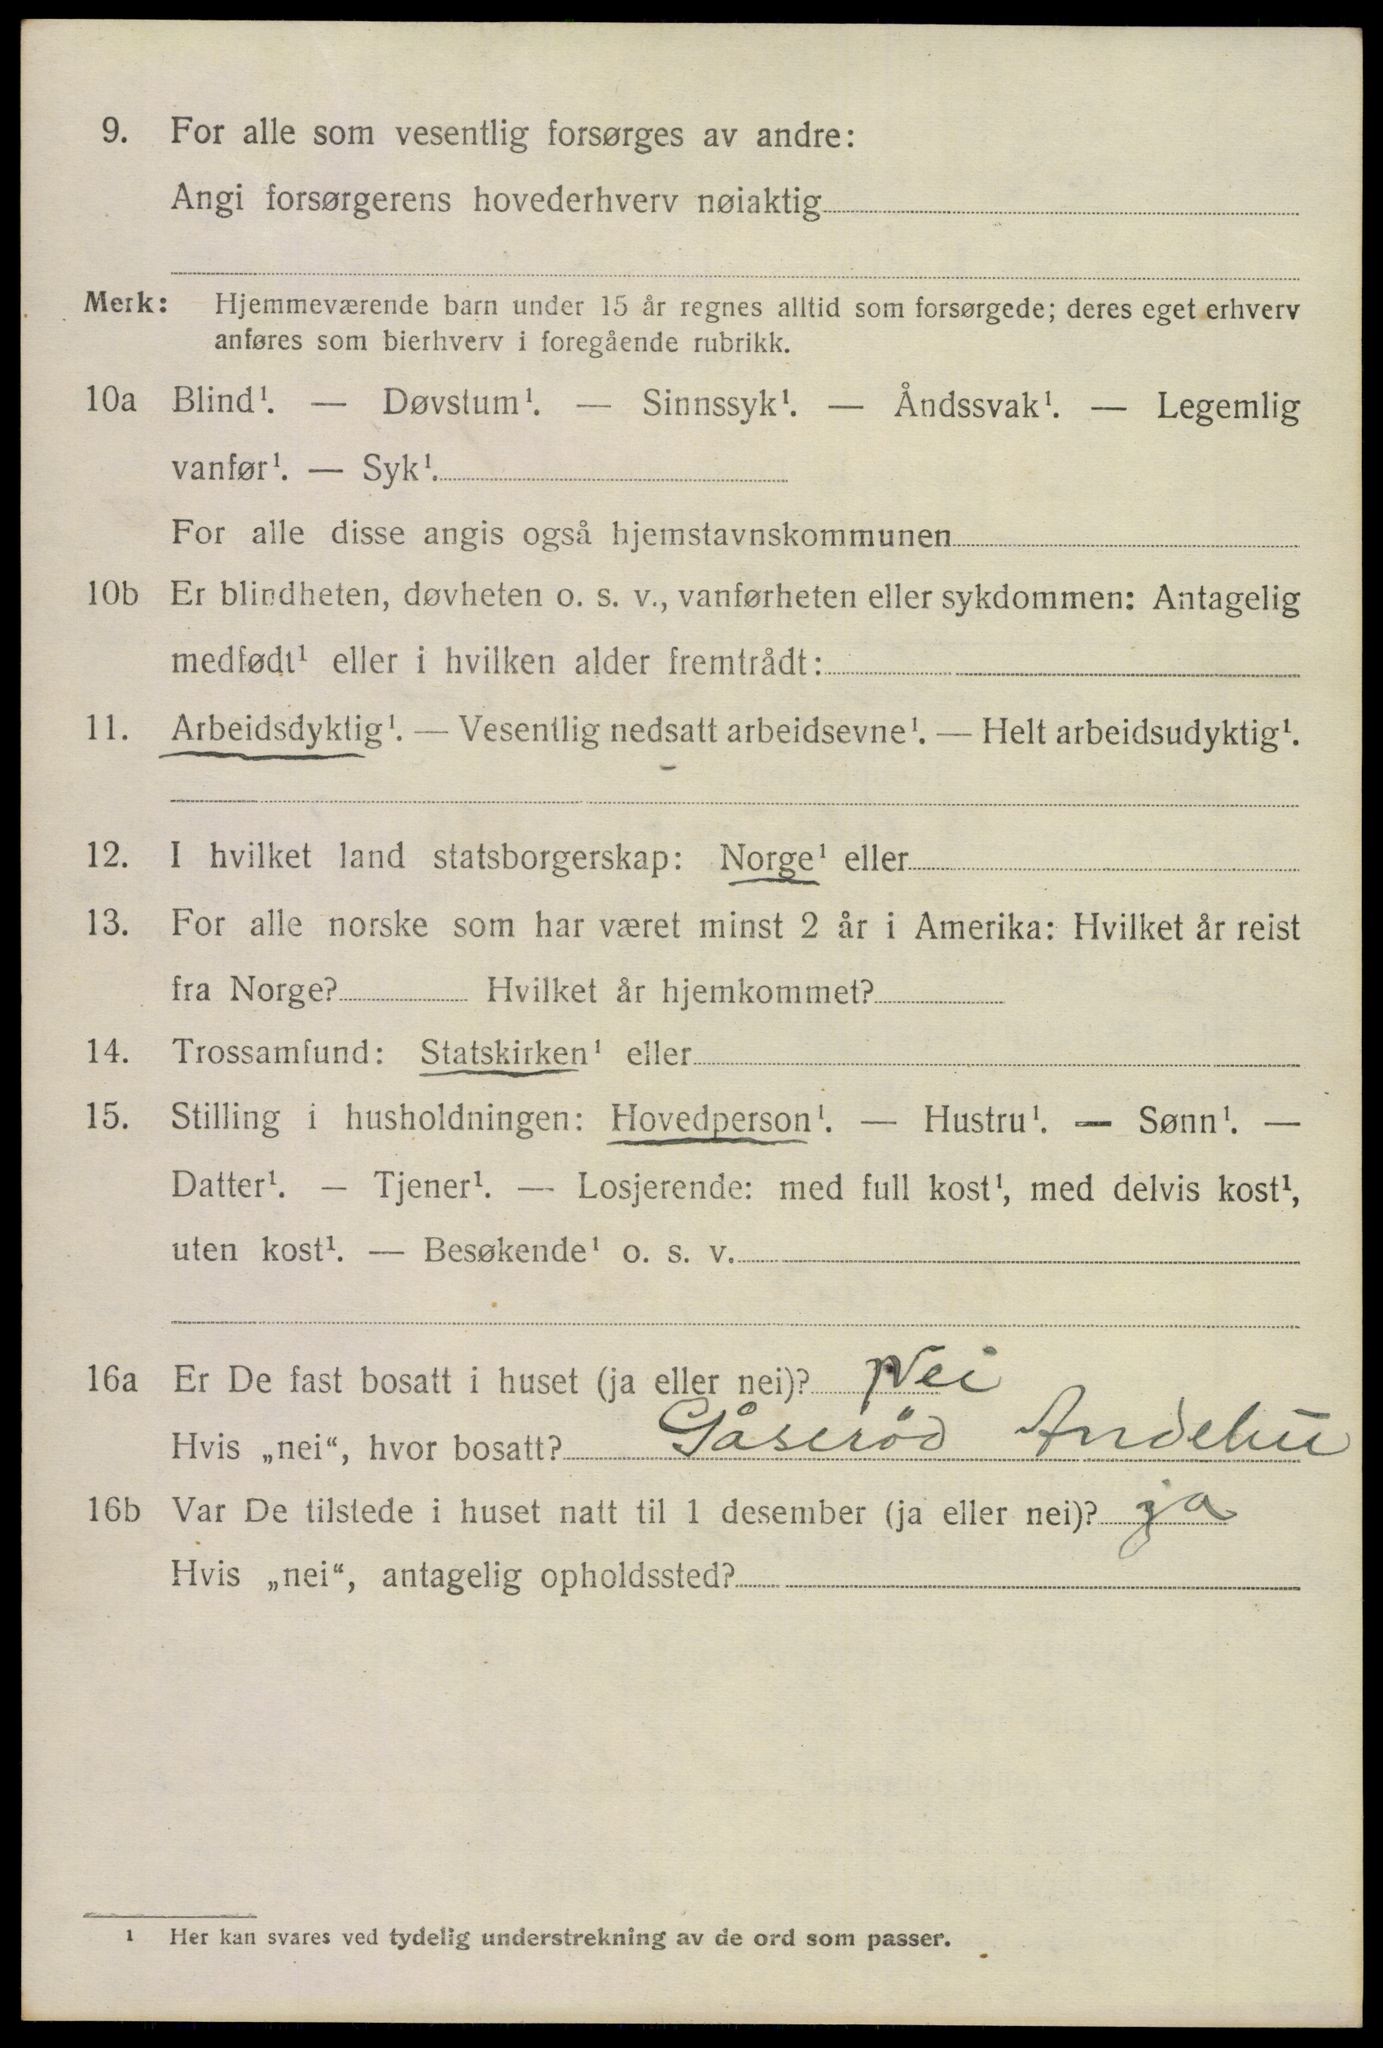 9. For alle som vesentlig forsørges av andre:
Angi forsørgerens hovederhverv nøiaktig
Merk: Hjemmeværende barn under 15 år regnes alltid som forsørgede; deres eget erhverv
anføres som bierhverv i foregående rubrikk.
10a Blind¹. — Døvstum¹. — Sinnssyk¹. — Åndssvak¹. — Legemlig
vanfør¹. — Syk¹.
For alle disse angis også hjemstavnskommunen
10b Er blindheten, døvheten o. s. v., vanførheten eller sykdommen: Antagelig
medfødt¹ eller i hvilken alder fremtrådt:
11. Arbeidsdyktig¹. — Vesentlig nedsatt arbeidsevne¹. — Helt arbeidsudyktig¹.
12. I hvilket land statsborgerskap: Norge¹ eller
13. For alle norske som har været minst 2 år i Amerika: Hvilket år reist
fra Norge? Hvilket år hjemkommet?
14. Trossamfund: Statskirken¹ eller
15. Stilling i husholdningen: Hovedperson¹. — Hustru¹. — Sønn¹. —
Datter¹. — Tjener¹. — Losjerende: med full kost¹, med delvis kost¹,
uten kost¹. — Besøkende¹ o. s. v.
16a Er De fast bosatt i huset (ja eller nei)? Nei
Hvis „nei“, hvor bosatt? Gåserød Andebu
16b Var De tilstede i huset natt til 1 desember (ja eller nei)? ja
Hvis „nei“, antagelig opholdssted?
¹ Her kan svares ved tydelig understrekning av de ord som passer.